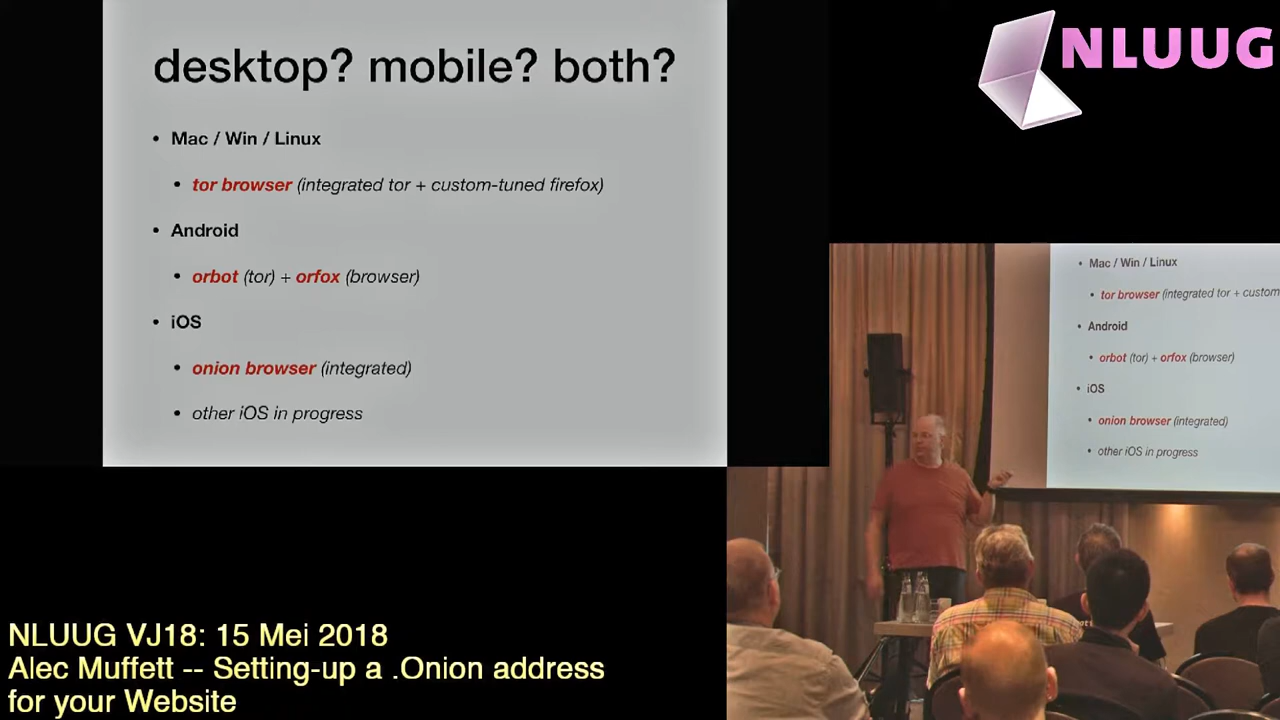 desktop? mobile? both?
• Mac / Win / Linux
• tor browser (integrated tor + custom-tuned firefox)
• Android
• orbot (tor) + orfox (browser)
• iOS
• onion browser (integrated)
• other iOS in progress
NLUUG
• Mac / Win / Linux
• tor browser (integrated tor + custom
• Android
• orbot (tor) + orfox (browser)
• iOS
• onion browser (integrated)
• other iOS in progress
NLUUG VJ18: 15 Mei 2018
Alec Muffett -- Setting-up a .Onion address
for your Website